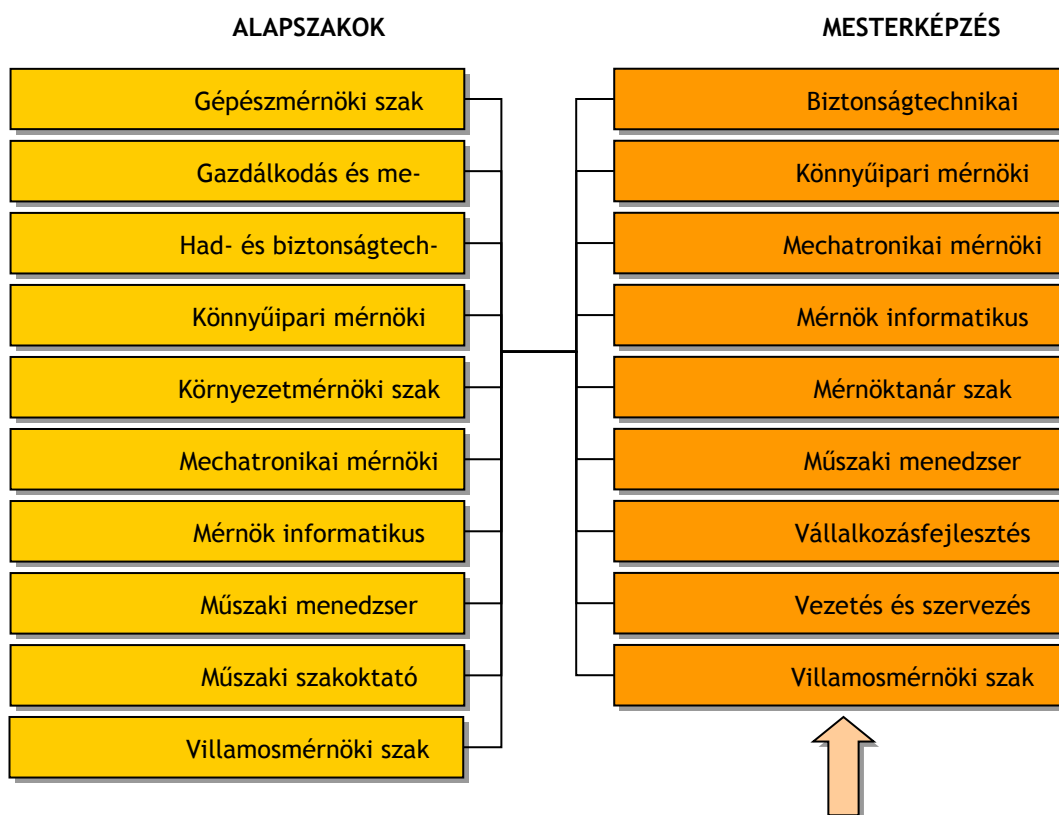 ALAPSZAKOK
Gépészmérnöki szak
Gazdálkodás és me-
Had- és biztonságtech-
Könnyűipari mérnöki
Környezetmérnöki szak
Mechatronikai mérnöki
Mérnök informatikus
Műszaki menedzser
Műszaki szakoktató
Villamosmérnöki szak
MESTERKÉPZÉS
Biztonságtechnikai
Könnyűipari mérnöki
Mechatronikai mérnöki
Mérnök informatikus
Mérnöktanár szak
Műszaki menedzser
Vállalkozásfejlesztés
Vezetés és szervezés
Villamosmérnöki szak